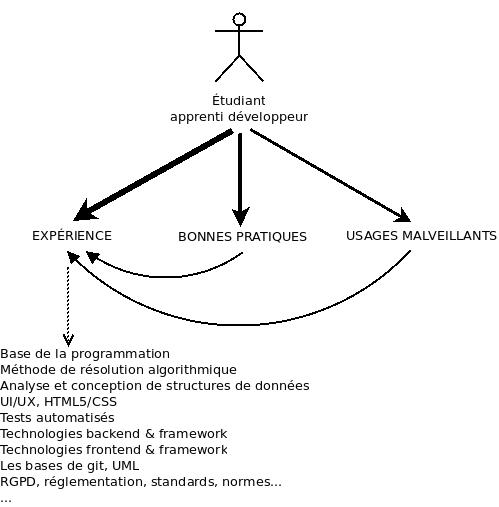 Étudiant
apprenti développeur
EXPÉRIENCE
BONNES PRATIQUES
USAGES MALVEILLANTS
Base de la programmation
Méthode de résolution algorithmique
Analyse et conception de structures de données
UI/UX, HTML5/CSS
Tests automatisés
Technologies backend & framework
Technologies frontend & framework
Les bases de git, UML
RGPD, réglementation, standards, normes...
...